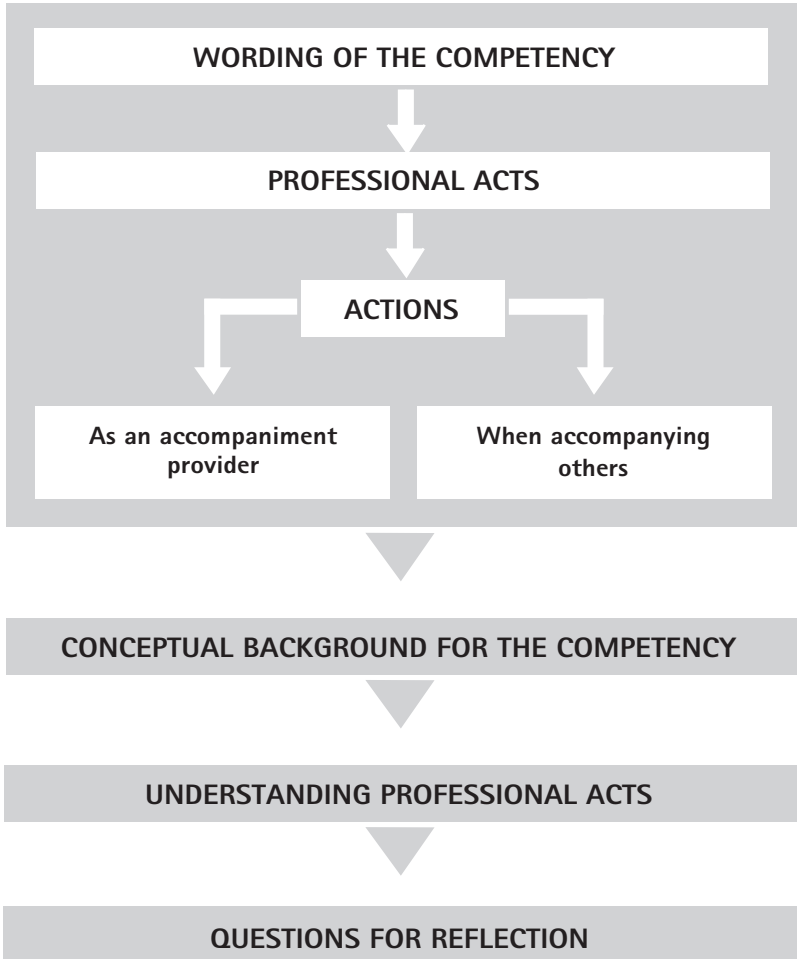 WORDING OF THE COMPETENCY
PROFESSIONAL ACTS
ACTIONS
As an accompaniment
provider
When accompanying
others
CONCEPTUAL BACKGROUND FOR THE COMPETENCY
UNDERSTANDING PROFESSIONAL ACTS
QUESTIONS FOR REFLECTION